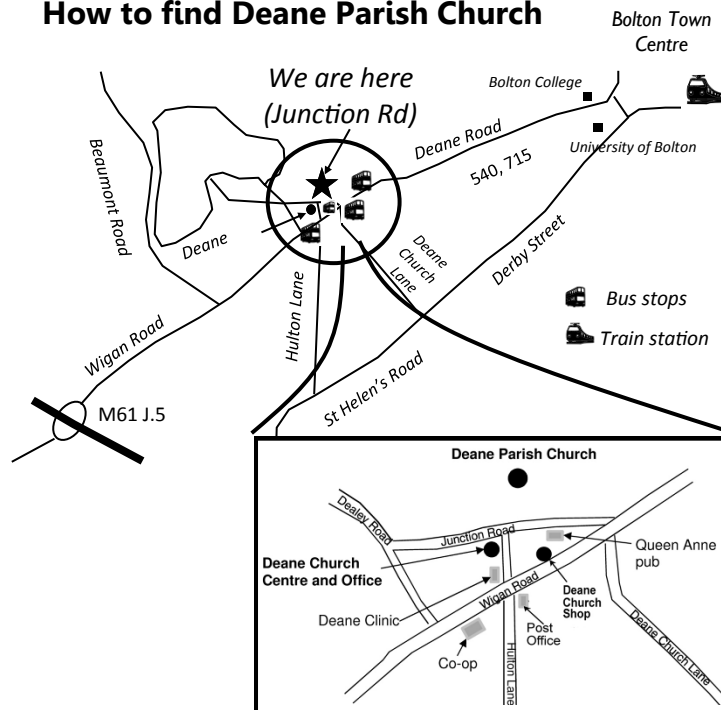 How to find Deane Parish Church
Bolton Town
Centre
We are here
(Junction Rd)
Bolton College
University of Bolton
Deane Road
540, 715
Beaumont Road
Deane
Deane
Church
Lane
Derby Street
Hulton Lane
Bus stops
Train station
Wigan Road
St Helen's Road
M61 J.5
Deane Parish Church
Dealey Road
Junction Road
Queen Anne
pub
Deane Church
Centre and Office
Wigan Road
Deane
Church
Shop
Deane Clinic
Post
Office
Co-op
Hulton Lane
Deane Church Lane